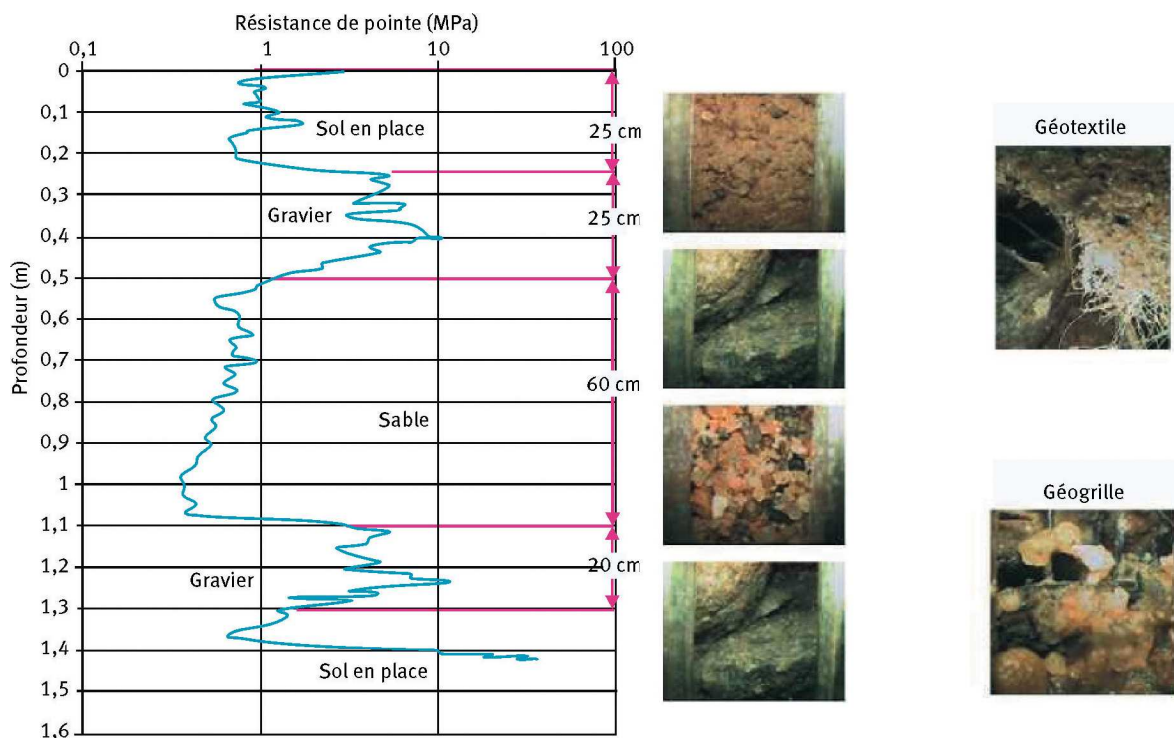 Résistance de pointe (MPa)
0,1 1 10 100
0
0,1
0,2
0,3
0,4
0,5
0,6
0,7
0,8
0,9
1
1,1
1,2
1,3
1,4
1,5
1,6
Profondeur (m)
Sol en place
25 cm
Gravier
25 cm
Sable
60 cm
Gravier
20 cm
Sol en place
Géotextile
Géogrille